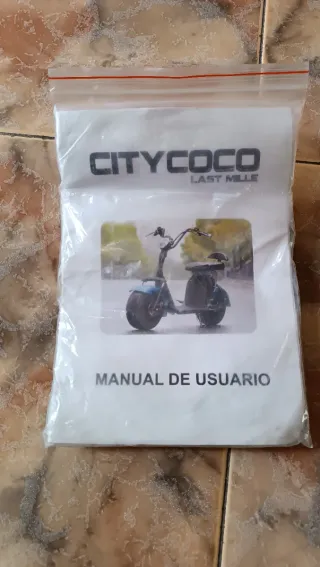 CITYCOCO
LAST MILLE
MANUAL DE USUARIO